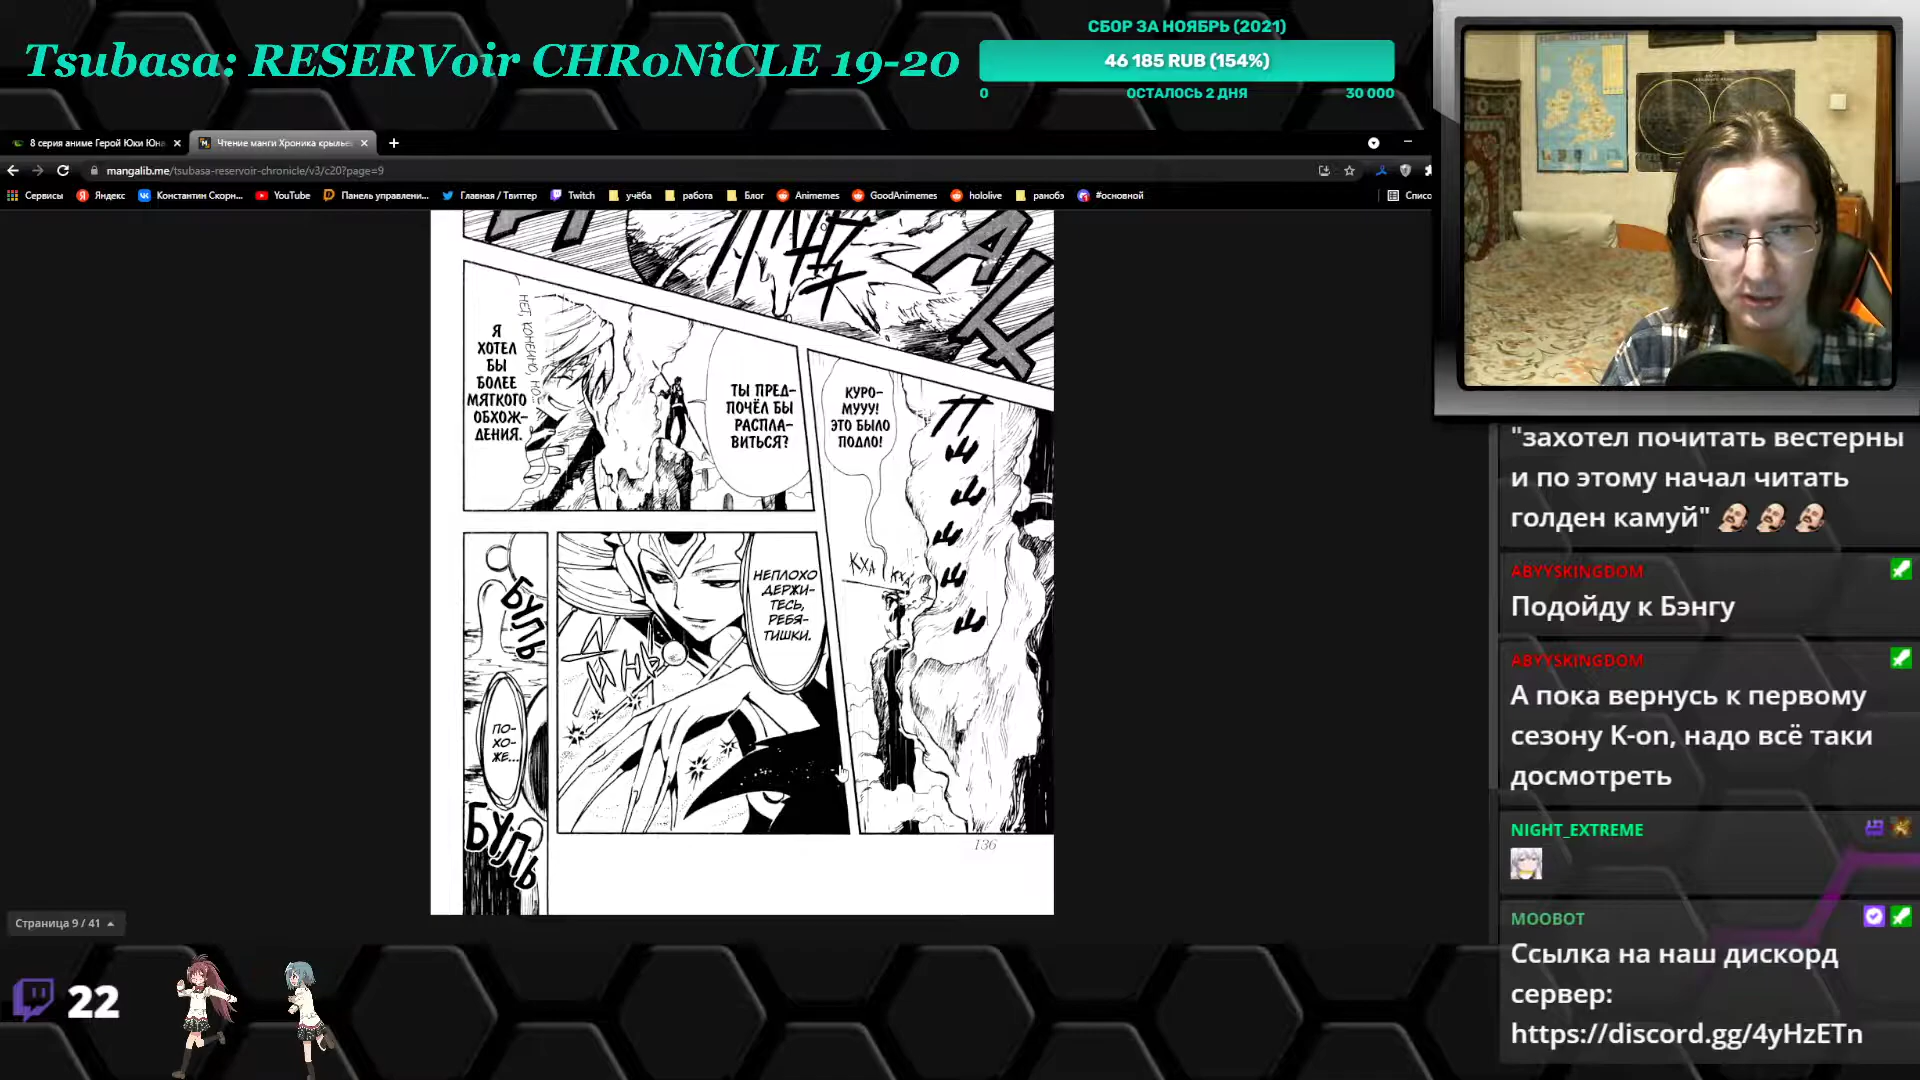 Tsubasa: RESERVoir CHRoNiCLE 19-20
СБОР ЗА НОЯБРЬ (2021)
46 185 RUB (154%)
0 ОСТАЛОСЬ 2 ДНЯ 30 000
8 серия аниме Герой Юки Юна
Чтение манги Хроника крылье
mangalib.me/tsubasa-reservoir-chronicle/v3/c20?page=9
Сервисы Яндекс Константин Скорн... YouTube Панель управлени... Главная / Твиттер Twitch учёба работа Блог Animemes GoodAnimemes hololive ранобэ #основной Списо
КУРО-
МУУУ!
ЭТО БЫЛО
ПОДЛО!
КХА
КХА
ТЫ ПРЕД-
ПОЧЁЛ БЫ
РАСПЛА-
ВИТЬСЯ?
НЕТ, КОНЕЧНО, НО...
Я
ХОТЕЛ
БЫ
БОЛЕЕ
МЯГКОГО
ОБХОЖ-
ДЕНИЯ.
НЕПЛОХО
ДЕРЖИ-
ТЕСЬ,
РЕБЯ-
ТИШКИ.
БУЛЬ
ПО-
ХО-
ЖЕ...
БУЛЬ
136
Страница 9 / 41
22
"захотел почитать вестерны
и по этому начал читать
голден камуй"
ABYYSKINGDOM
Подойду к Бэнгу
ABYYSKINGDOM
А пока вернусь к первому
сезону K-on, надо всё таки
досмотреть
NIGHT_EXTREME
MOOBOT
Ссылка на наш дискорд
сервер:
https://discord.gg/4yHzETn